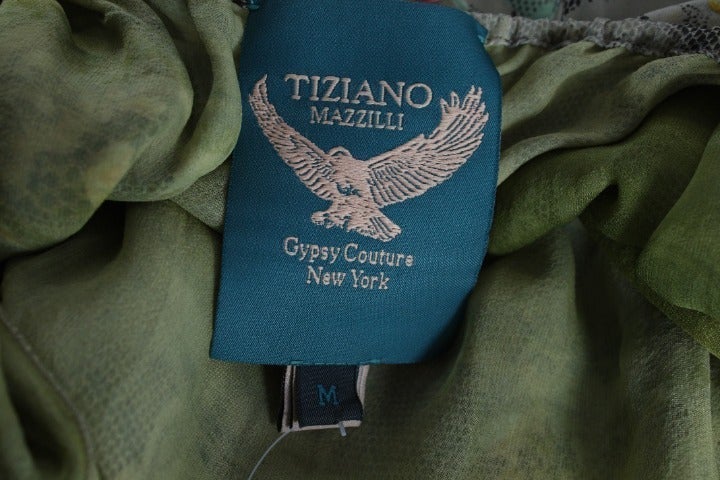 TIZIANO
MAZZILLI
Gypsy Couture
New York
M